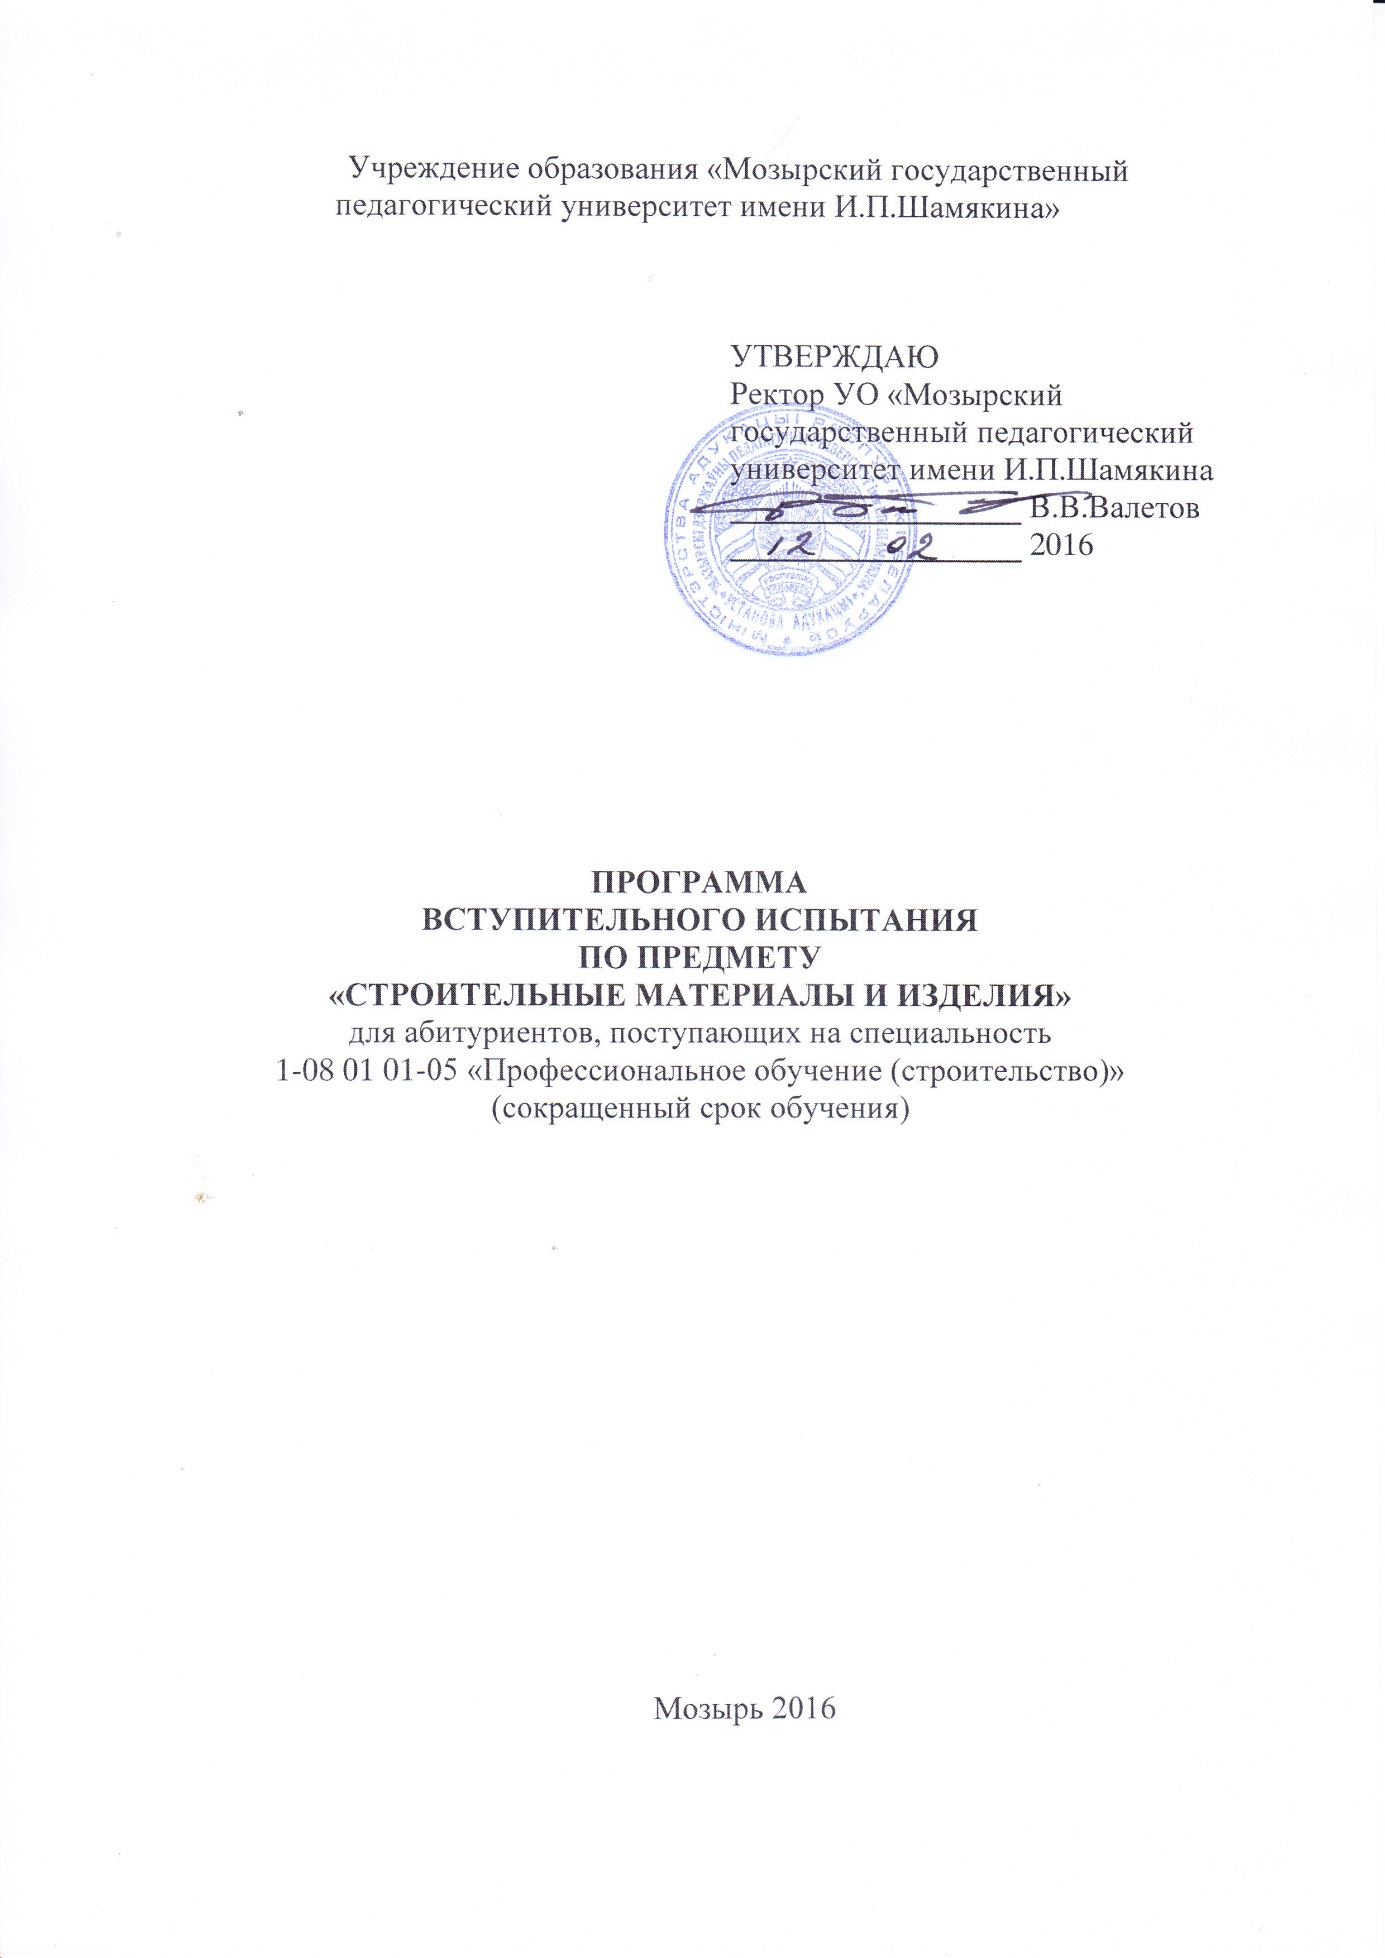 Учреждение образования «Мозырский государственный
педагогический университет имени И.П.Шамякина»
УТВЕРЖДАЮ
Ректор УО «Мозырский
государственный педагогический
университет имени И.П.Шамякина
В.В.Валетов
12 02 2016
ПРОГРАММА
ВСТУПИТЕЛЬНОГО ИСПЫТАНИЯ
ПО ПРЕДМЕТУ
«СТРОИТЕЛЬНЫЕ МАТЕРИАЛЫ И ИЗДЕЛИЯ»
для абитуриентов, поступающих на специальность
1-08 01 01-05 «Профессиональное обучение (строительство)»
(сокращенный срок обучения)
Мозырь 2016